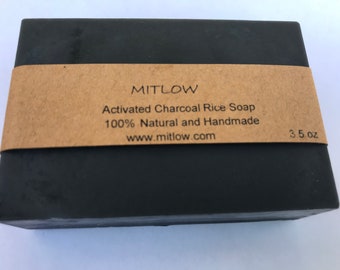 MITLOW
Activated Charcoal Rice Soap
100% Natural and Handmade
www.mitlow.com 3.5 oz